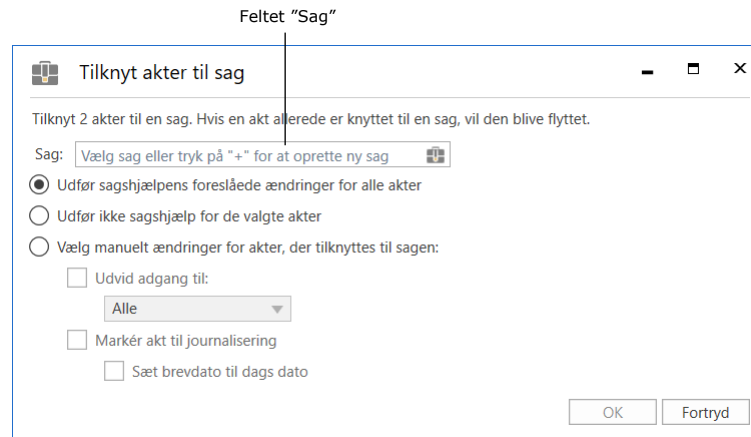 Feltet ”Sag”
Tilknyt akter til sag
Tilknyt 2 akter til en sag. Hvis en akt allerede er knyttet til en sag, vil den blive flyttet.
Sag: Vælg sag eller tryk på "+" for at oprette ny sag
Udfør sagshjælpens foreslåede ændringer for alle akter
Udfør ikke sagshjælp for de valgte akter
Vælg manuelt ændringer for akter, der tilknyttes til sagen:
Udvid adgang til:
Alle
Markér akt til journalisering
Sæt brevdato til dags dato
OK Fortryd